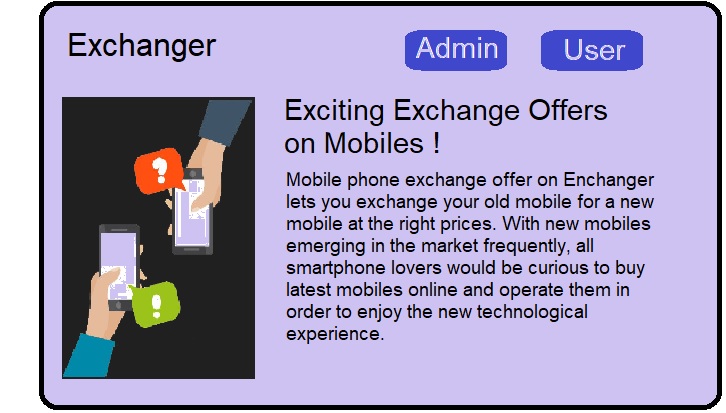 Exchanger
Admin
User
Exciting Exchange Offers
on Mobiles !
Mobile phone exchange offer on Enchanger
lets you exchange your old mobile for a new
mobile at the right prices. With new mobiles
emerging in the market frequently, all
smartphone lovers would be curious to buy
latest mobiles online and operate them in
order to enjoy the new technological
experience.
?
!